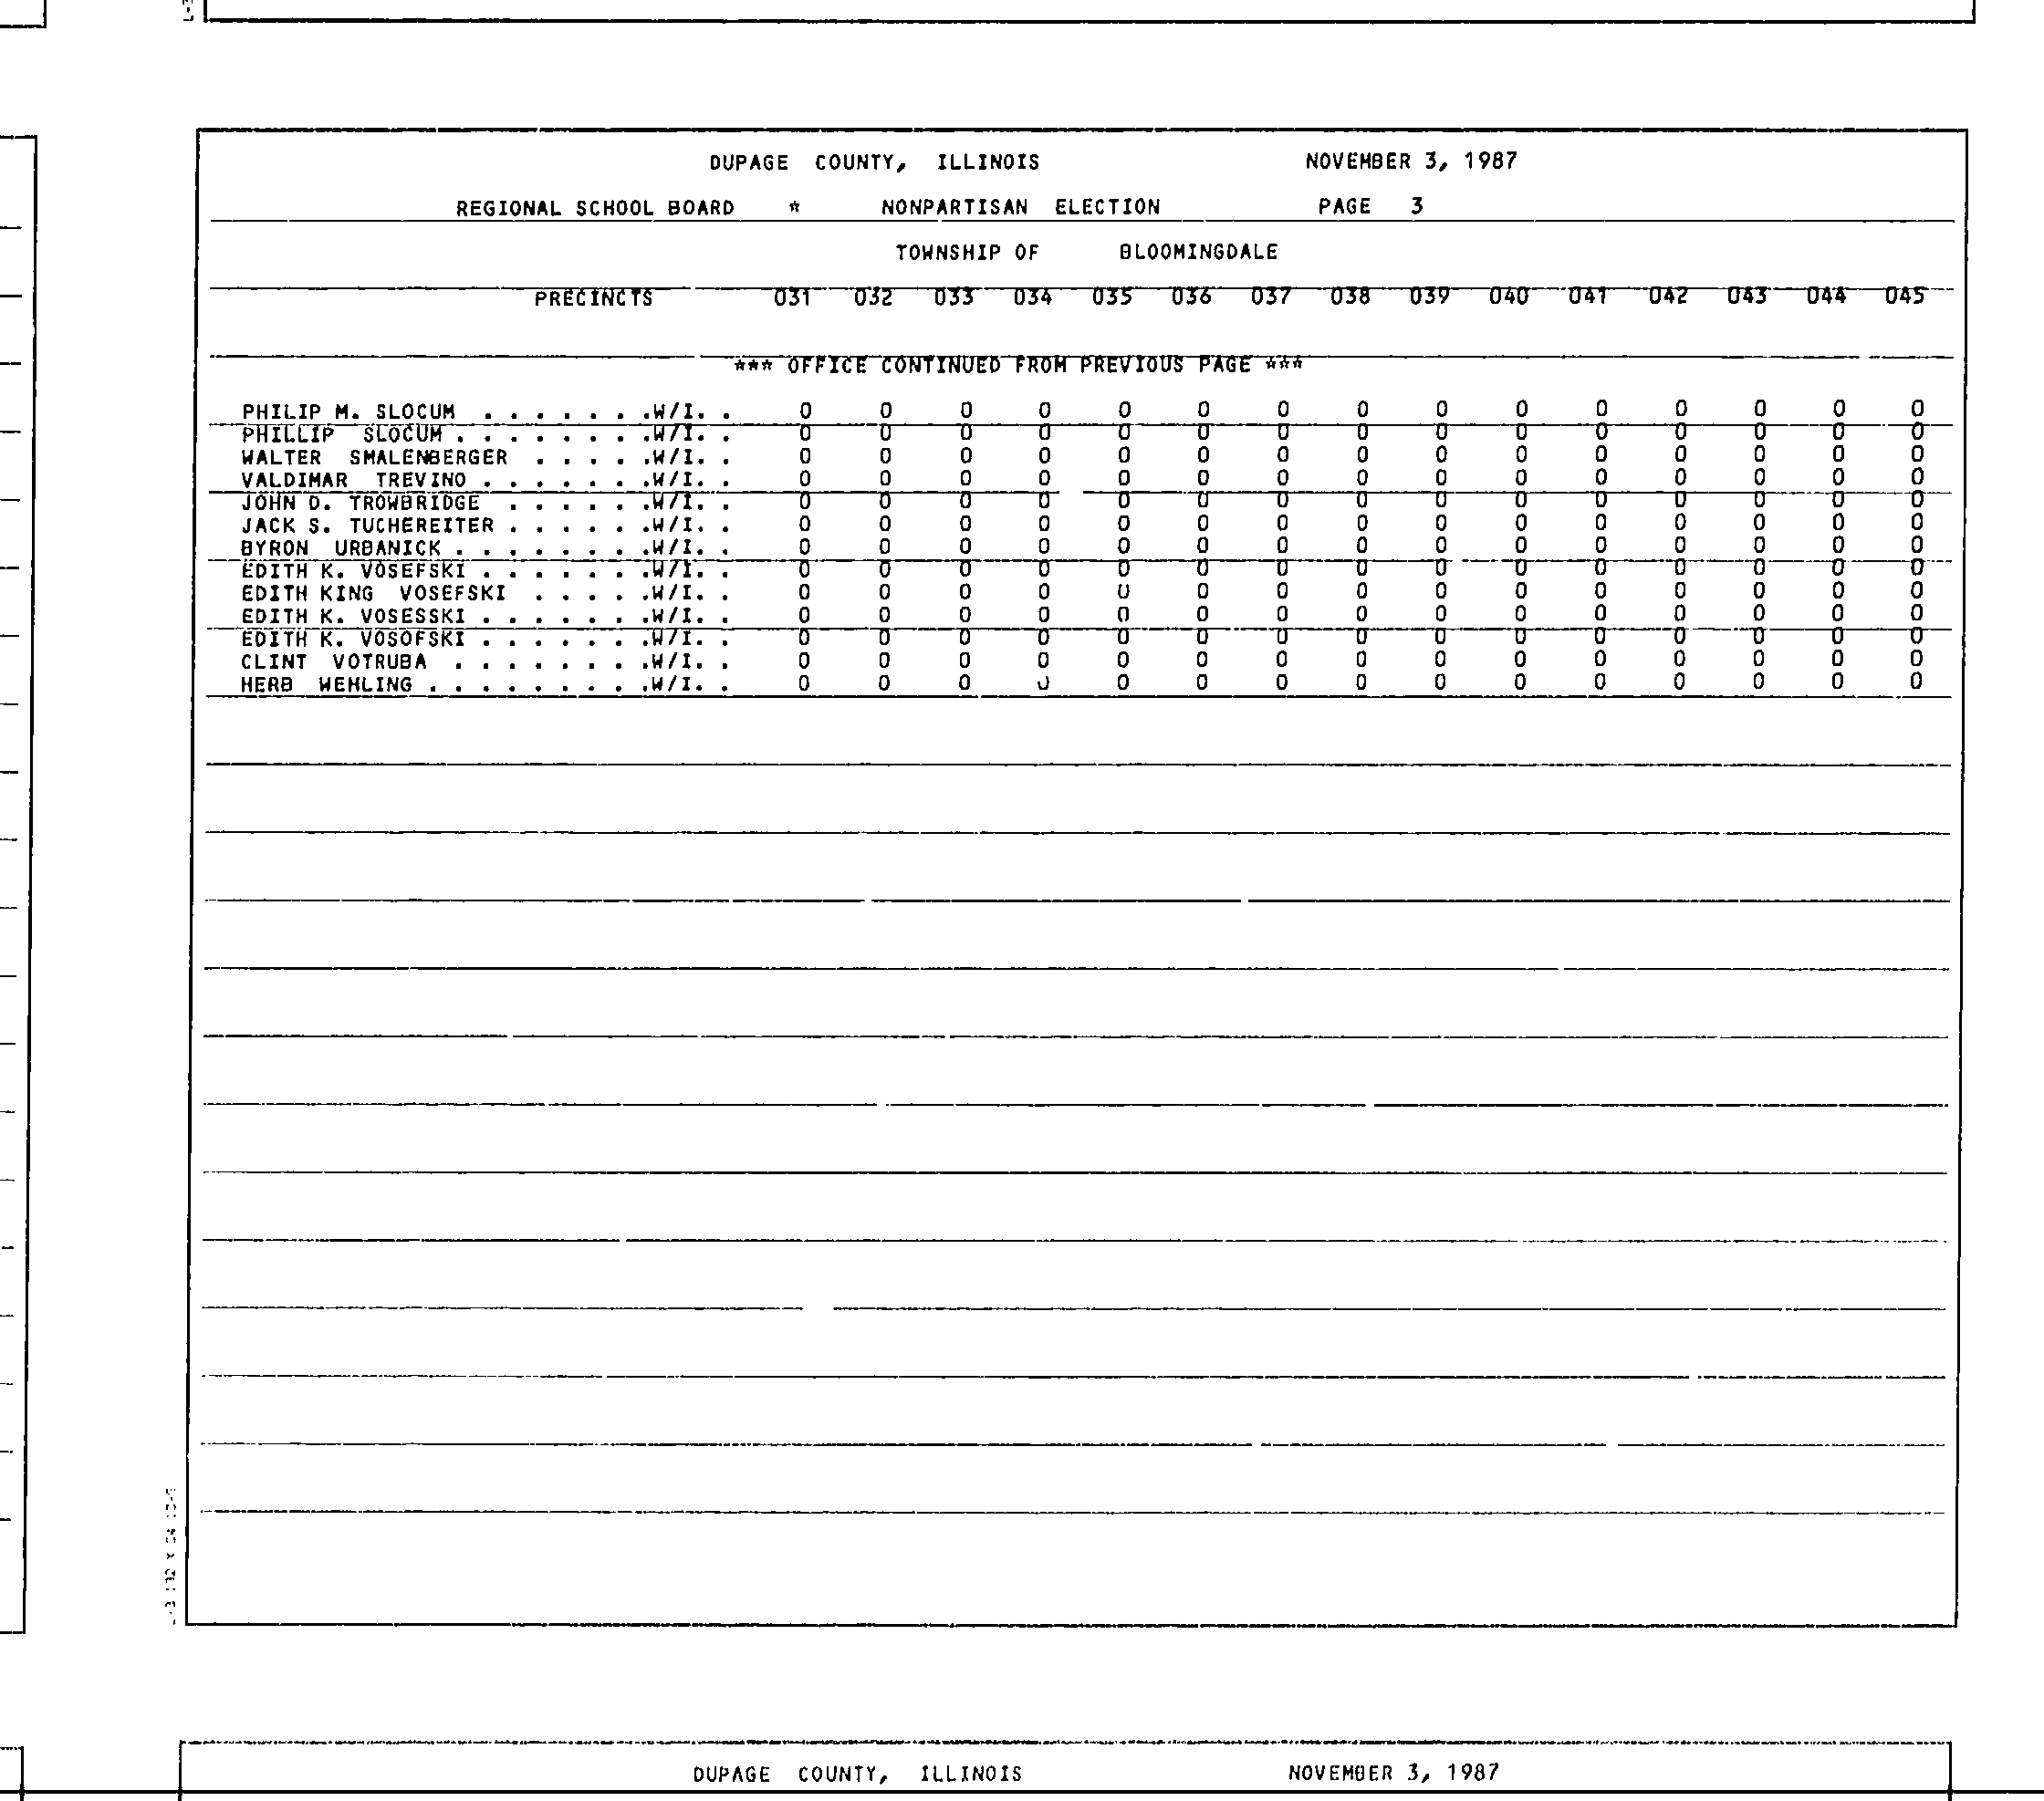 DUPAGE COUNTY, ILLINOIS NOVEMBER 3, 1987
REGIONAL SCHOOL BOARD * NONPARTISAN ELECTION PAGE 3
TOWNSHIP OF BLOOMINGDALE
PRECINCTS 031 032 033 034 035 036 037 038 039 040 041 042 043 044 045
*** OFFICE CONTINUED FROM PREVIOUS PAGE ***
PHILIP M. SLOCUM . . . . . . .W/I. . 0 0 0 0 0 0 0 0 0 0 0 0 0 0 0
PHILLIP SLOCUM . . . . . . . .W/I. . 0 0 0 0 0 0 0 0 0 0 0 0 0 0 0
WALTER SMALENBERGER . . . . .W/I. . 0 0 0 0 0 0 0 0 0 0 0 0 0 0 0
VALDIMAR TREVINO . . . . . . .W/I. . 0 0 0 0 0 0 0 0 0 0 0 0 0 0 0
JOHN D. TROWBRIDGE . . . . . .W/I. . 0 0 0 0 0 0 0 0 0 0 0 0 0 0 0
JACK S. TUCHEREITER . . . . . .W/I. . 0 0 0 0 0 0 0 0 0 0 0 0 0 0 0
BYRON URBANICK . . . . . . . .W/I. . 0 0 0 0 0 0 0 0 0 0 0 0 0 0 0
EDITH K. VOSEFSKI . . . . . . .W/I. . 0 0 0 0 0 0 0 0 0 0 0 0 0 0 0
EDITH KING VOSEFSKI . . . . .W/I. . 0 0 0 0 0 0 0 0 0 0 0 0 0 0 0
EDITH K. VOSESSKI . . . . . . .W/I. . 0 0 0 0 0 0 0 0 0 0 0 0 0 0 0
EDITH K. VOSOFSKI . . . . . . .W/I. . 0 0 0 0 0 0 0 0 0 0 0 0 0 0 0
CLINT VOTRUBA . . . . . . . .W/I. . 0 0 0 0 0 0 0 0 0 0 0 0 0 0 0
HERB WEHLING . . . . . . . . .W/I. . 0 0 0 0 0 0 0 0 0 0 0 0 0 0 0
DUPAGE COUNTY, ILLINOIS NOVEMBER 3, 1987